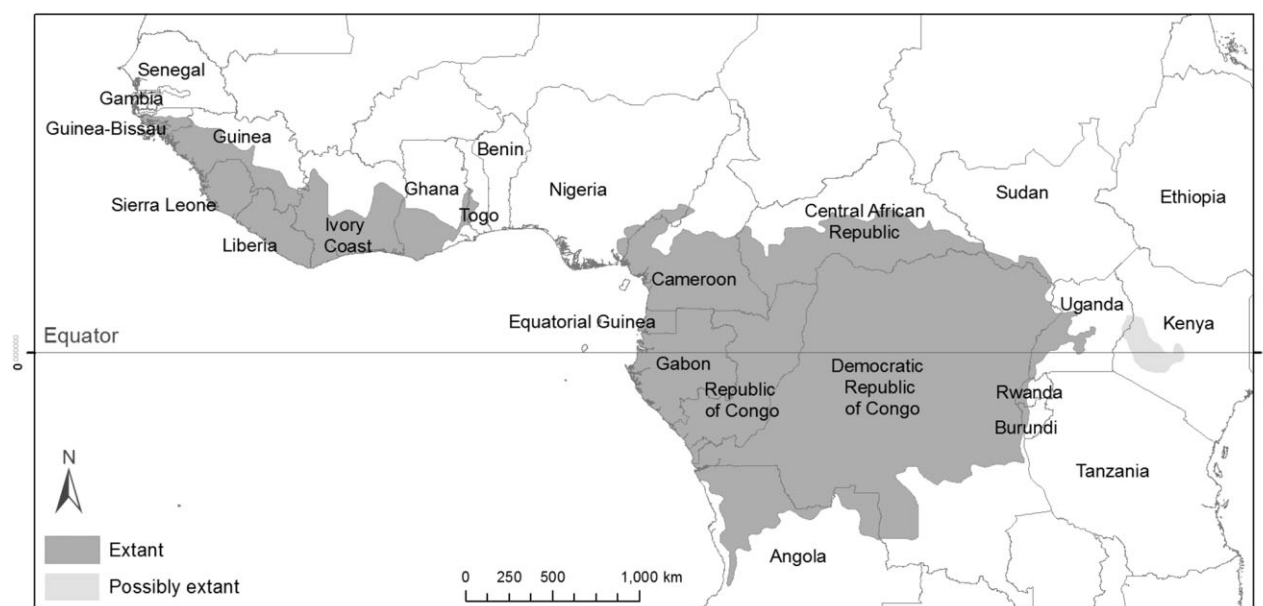 Senegal
Gambia
Guinea-Bissau
Guinea
Benin
Ghana
Nigeria
Togo
Sierra Leone
Ivory
Coast
Liberia
Sudan
Ethiopia
Central African
Republic
Cameroon
Uganda
Kenya
Equatorial Guinea
Equator
Gabon
Democratic
Republic
of Congo
Republic
of Congo
Rwanda
Burundi
Tanzania
Angola
N
Extant
Possibly extant
0 250 500 1,000 km